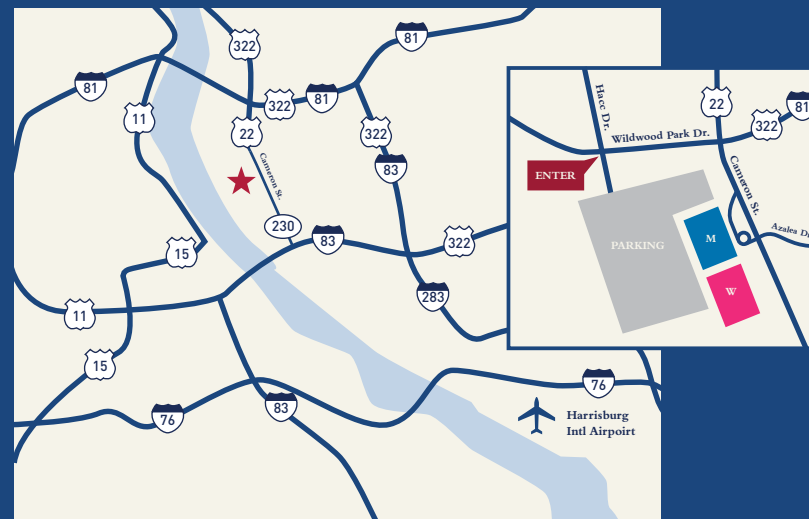 322
81
81
322
81
11
22
322
83
Cameron St.
230
83
322
15
283
11
15
76
83
76
Harrisburg
Intl Airpoirt
Hacc Dr.
22
81
322
Wildwood Park Dr.
ENTER
Cameron St.
PARKING
M
Azalea D
W